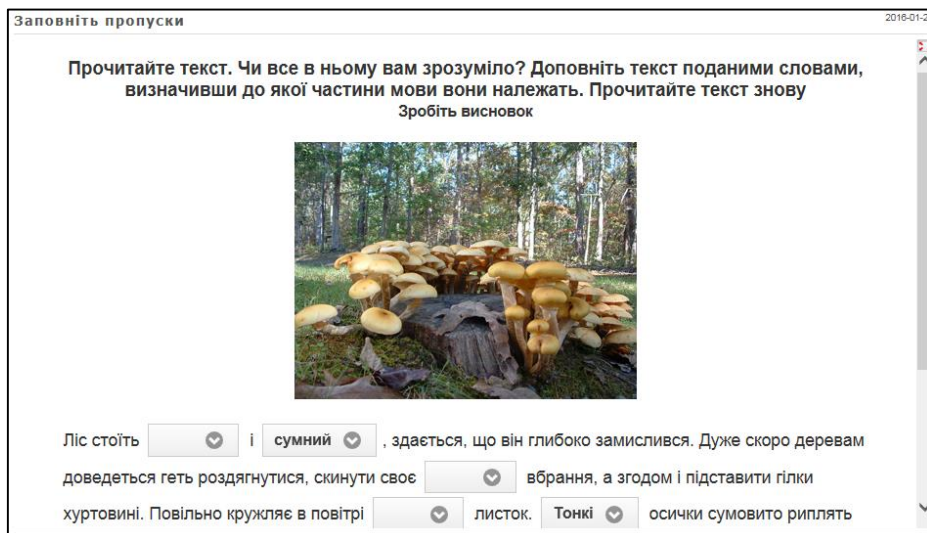 Заповніть пропуски
2016-01-2
Прочитайте текст. Чи все в ньому вам зрозуміло? Доповніть текст поданими словами,
визначивши до якої частини мови вони належать. Прочитайте текст знову
Зробіть висновок
Ліс стоїть і сумний , здається, що він глибоко замислився. Дуже скоро деревам
доведеться геть роздягнутися, скинути своє вбрання, а згодом і підставити гілки
хуртовині. Повільно кружляє в повітрі листок. Тонкі осички сумовито риплять